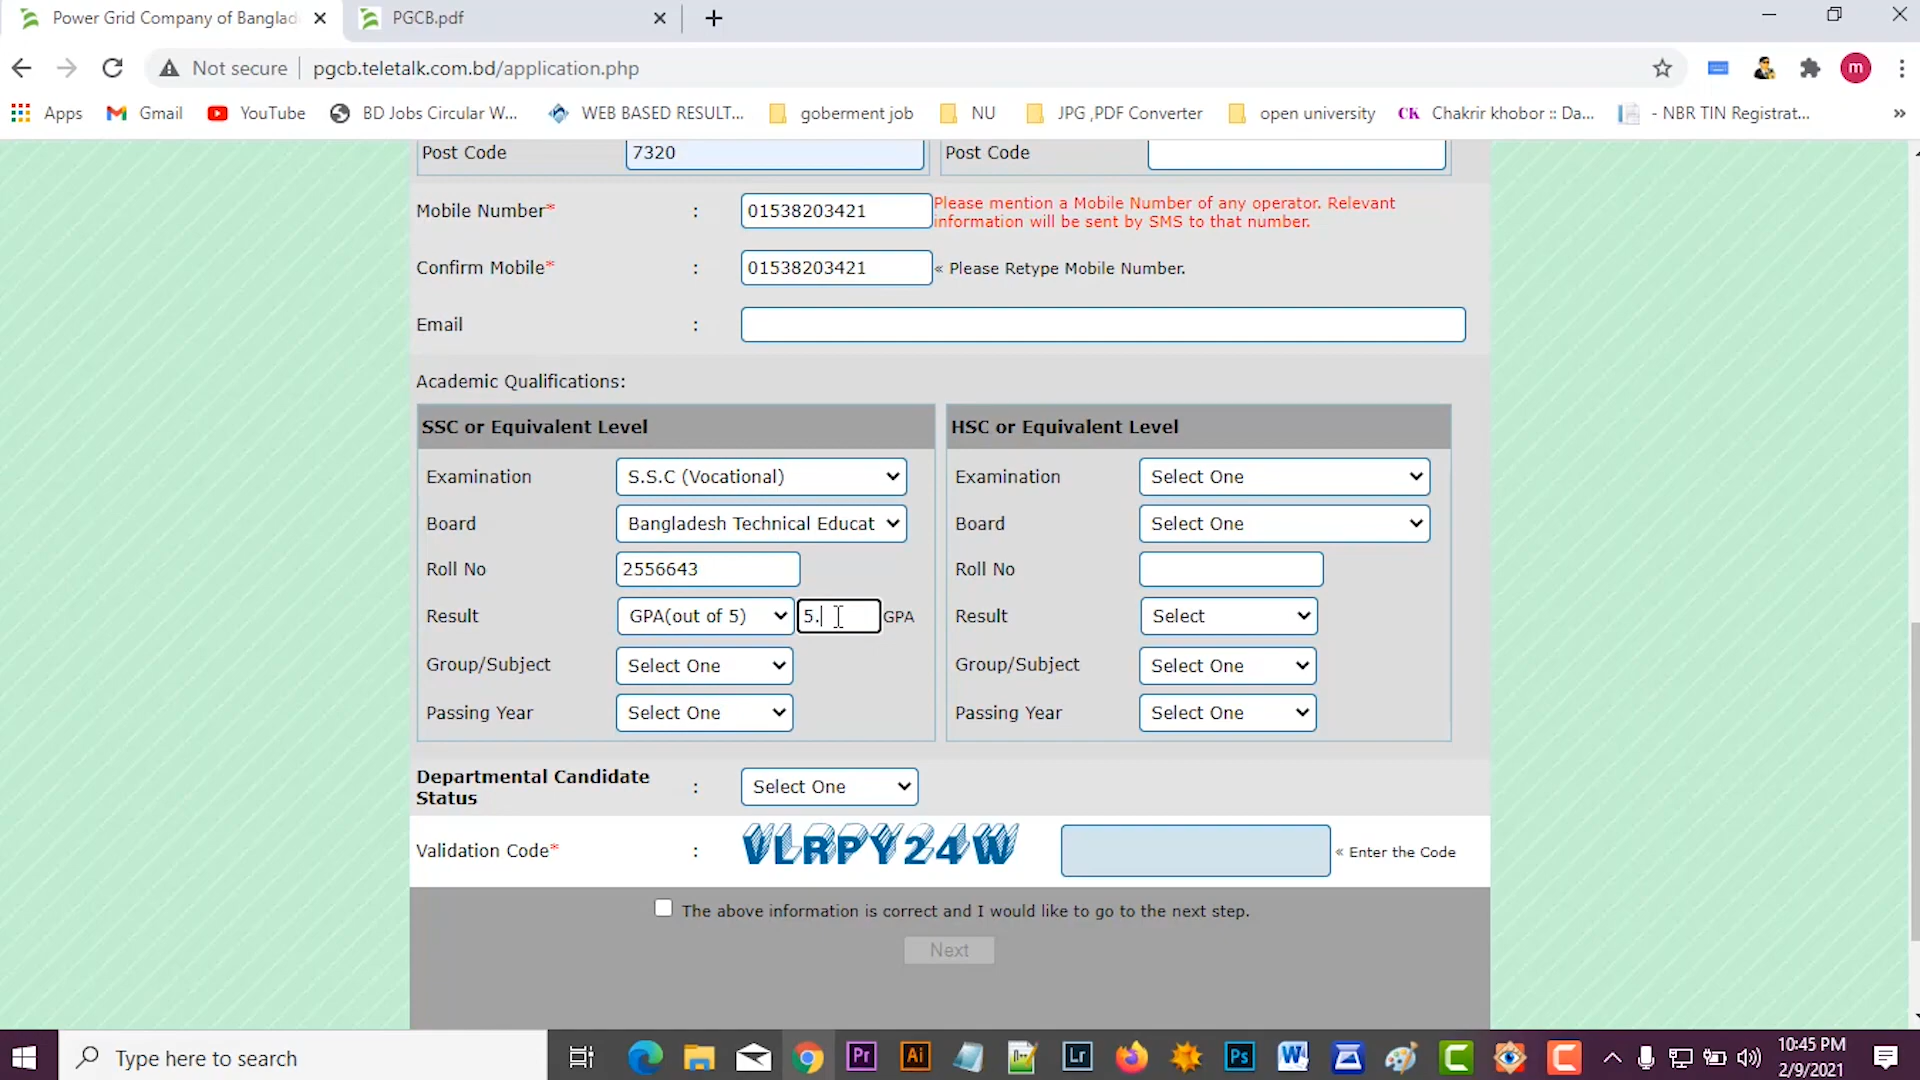 Power Grid Company of Banglad
PGCB.pdf
Not secure
pgcb.teletalk.com.bd/application.php
m
Apps
Gmail
YouTube
BD Jobs Circular W...
WEB BASED RESULT...
goberment job
NU
JPG ,PDF Converter
open university
CK Chakrir khobor :: Da...
- NBR TIN Registrat...
»
Post Code 7320 Post Code
Mobile Number* : 01538203421 Please mention a Mobile Number of any operator. Relevant
information will be sent by SMS to that number.
Confirm Mobile* : 01538203421 « Please Retype Mobile Number.
Email :
Academic Qualifications:
SSC or Equivalent Level HSC or Equivalent Level
Examination S.S.C (Vocational) Examination Select One
Board Bangladesh Technical Educat Board Select One
Roll No 2556643 Roll No
Result GPA(out of 5) 5. GPA Result Select
Group/Subject Select One Group/Subject Select One
Passing Year Select One Passing Year Select One
Departmental Candidate
Status : Select One
Validation Code* : VLRPY24W « Enter the Code
The above information is correct and I would like to go to the next step.
Next
Type here to search
Pr
Ai
Lr
Ps
W
C
C
10:45 PM
2/9/2021